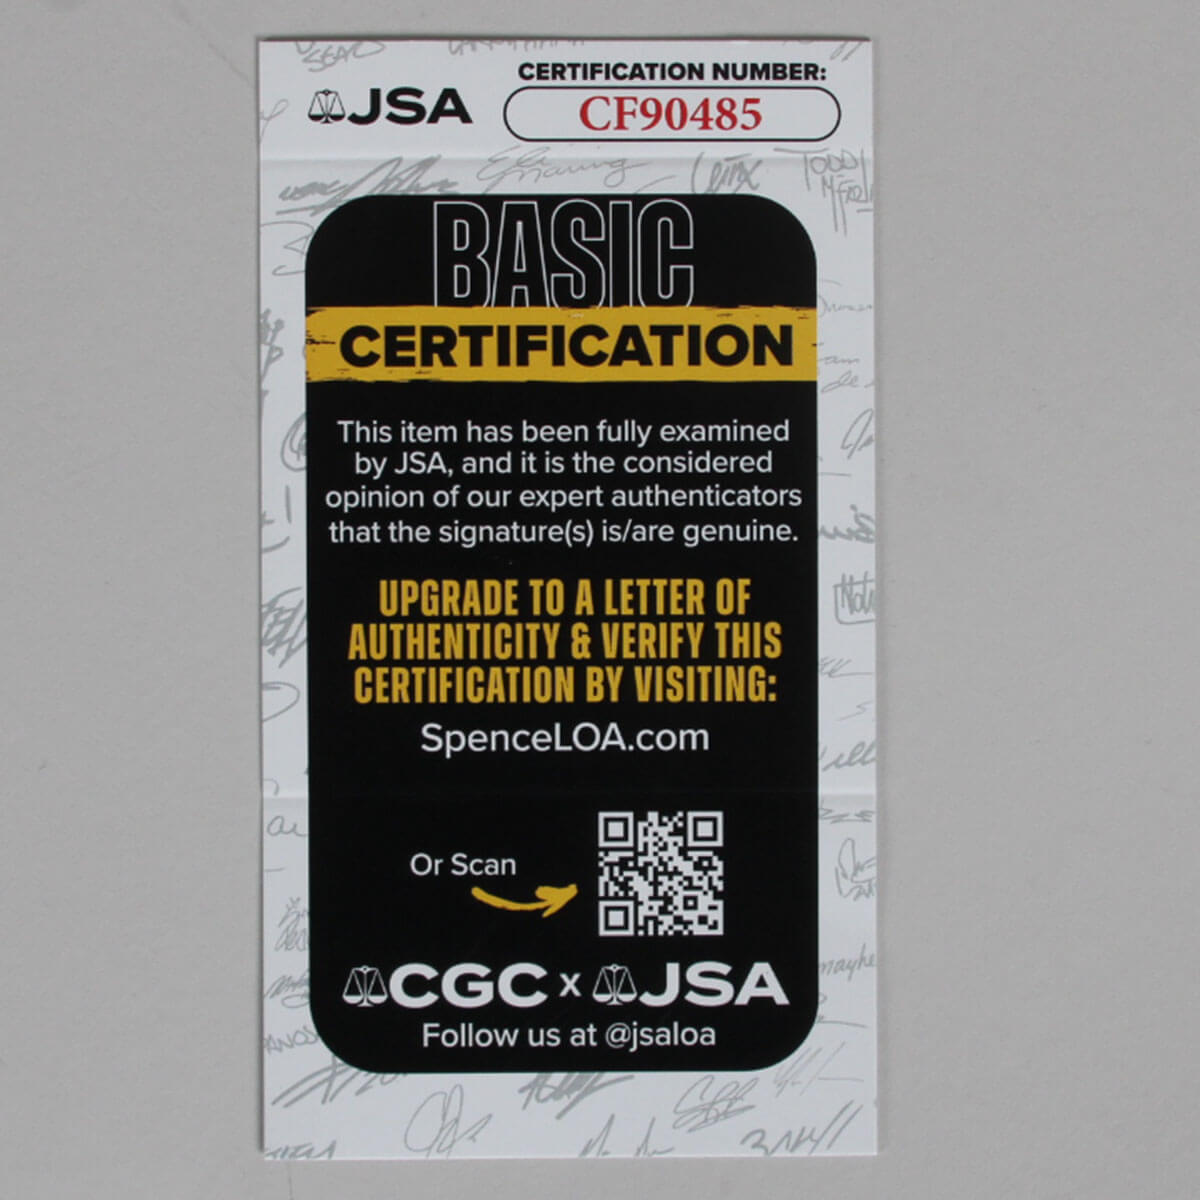 JSA
CERTIFICATION NUMBER:
CF90485
TODD
BASIC
CERTIFICATION
This item has been fully examined
by JSA, and it is the considered
opinion of our expert authenticators
that the signature(s) is/are genuine.
UPGRADE TO A LETTER OF
AUTHENTICITY & VERIFY THIS
CERTIFICATION BY VISITING:
SpenceLOA.com
Or Scan
CGC x JSA
Follow us at @jsaloa